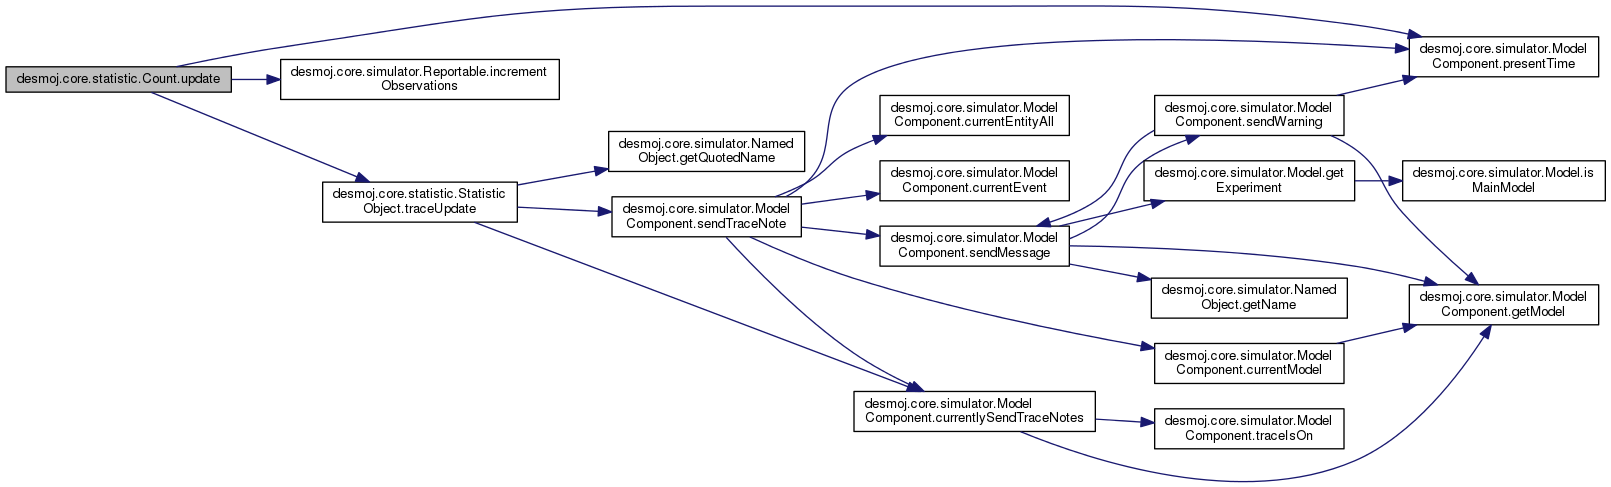 desmoj.core.statistic.Count.update
desmoj.core.simulator.Reportable.increment
Observations
desmoj.core.statistic.Statistic
Object.traceUpdate
desmoj.core.simulator.Named
Object.getQuotedName
desmoj.core.simulator.Model
Component.sendTraceNote
desmoj.core.simulator.Model
Component.currentEntityAll
desmoj.core.simulator.Model
Component.currentEvent
desmoj.core.simulator.Model
Component.sendMessage
desmoj.core.simulator.Model
Component.currentlySendTraceNotes
desmoj.core.simulator.Model
Component.sendWarning
desmoj.core.simulator.Model.get
Experiment
desmoj.core.simulator.Named
Object.getName
desmoj.core.simulator.Model
Component.currentModel
desmoj.core.simulator.Model
Component.traceIsOn
desmoj.core.simulator.Model
Component.presentTime
desmoj.core.simulator.Model.is
MainModel
desmoj.core.simulator.Model
Component.getModel